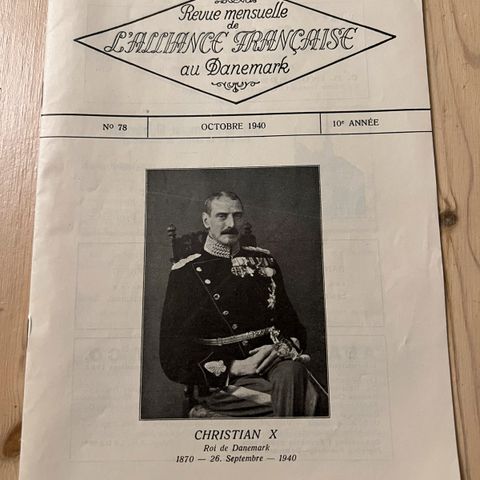 Revue mensuelle
de
L'ALLIANCE FRANÇAISE
au Danemark
No 78
OCTOBRE 1940
10e ANNÉE
CHRISTIAN X
Roi de Danemark
1870 — 26. Septembre — 1940